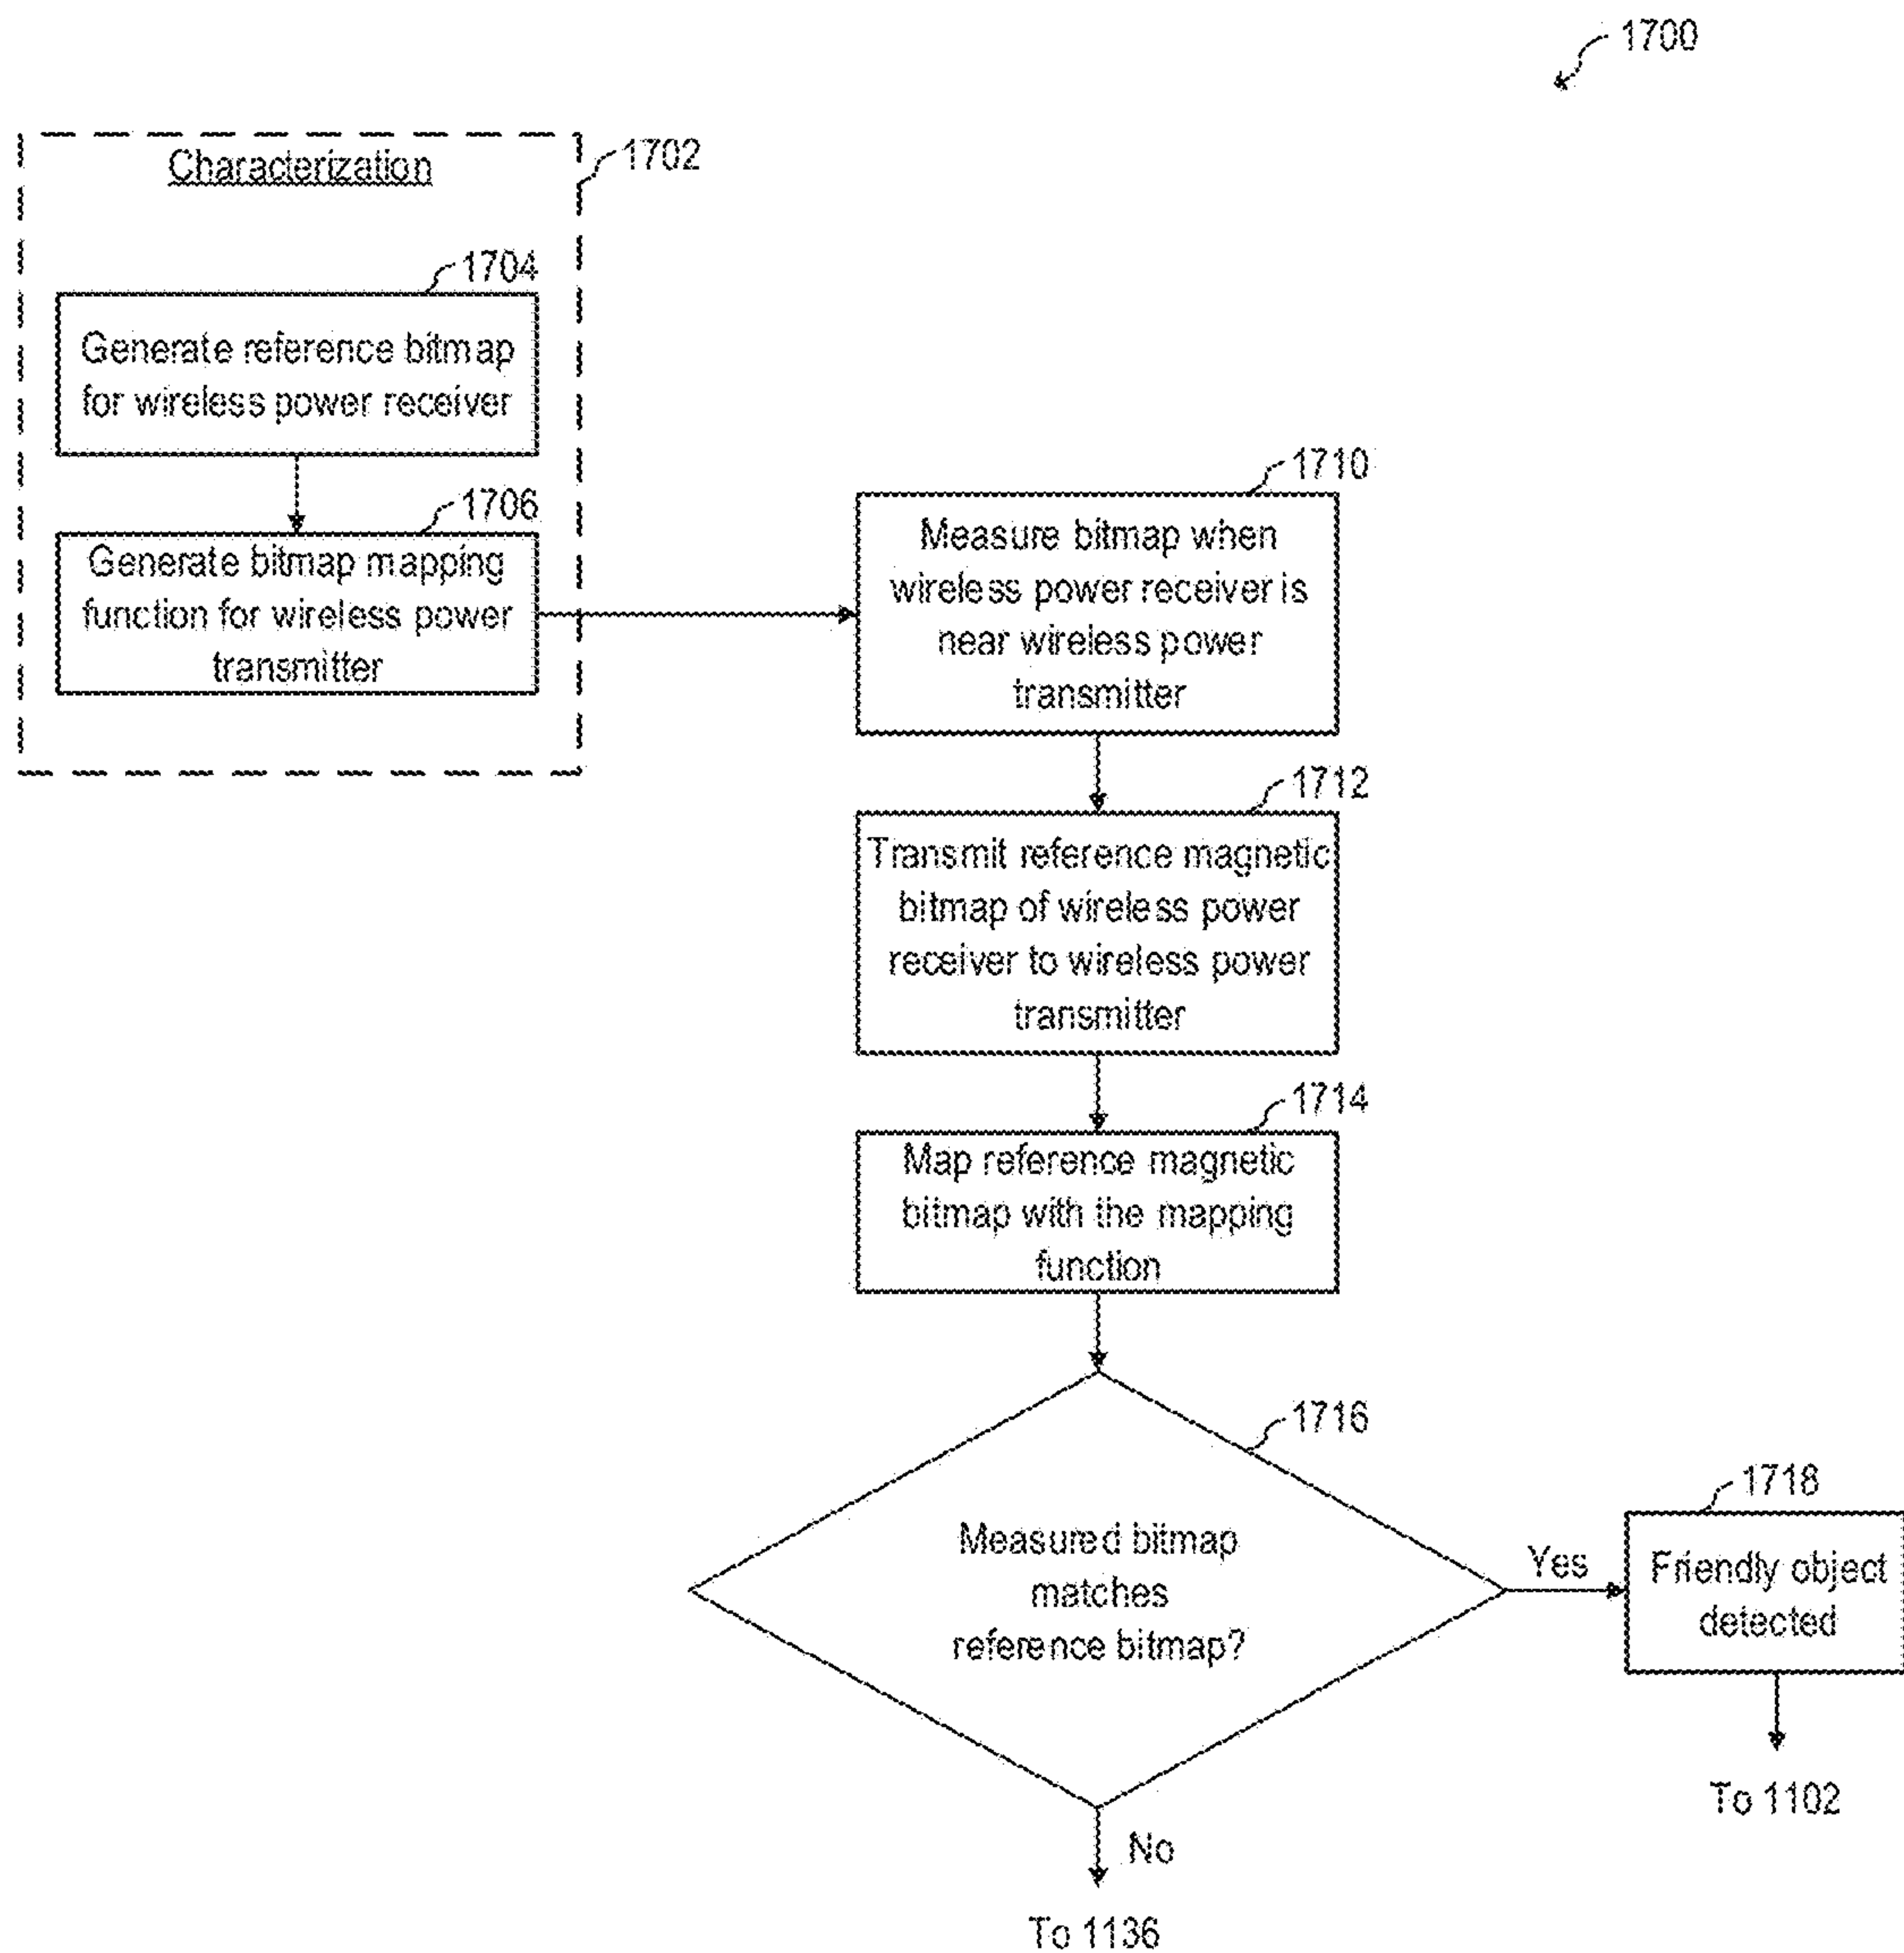 1700
Characterization
1702
1704
Generate reference bitmap
for wireless power receiver
1706
Generate bitmap mapping
function for wireless power
transmitter
1710
Measure bitmap when
wireless power receiver is
near wireless power
transmitter
1712
Transmit reference magnetic
bitmap of wireless power
receiver to wireless power
transmitter
1714
Map reference magnetic
bitmap with the mapping
function
1716
Measured bitmap
matches
reference bitmap?
Yes
1718
Friendly object
detected
To 1102
No
To 1136